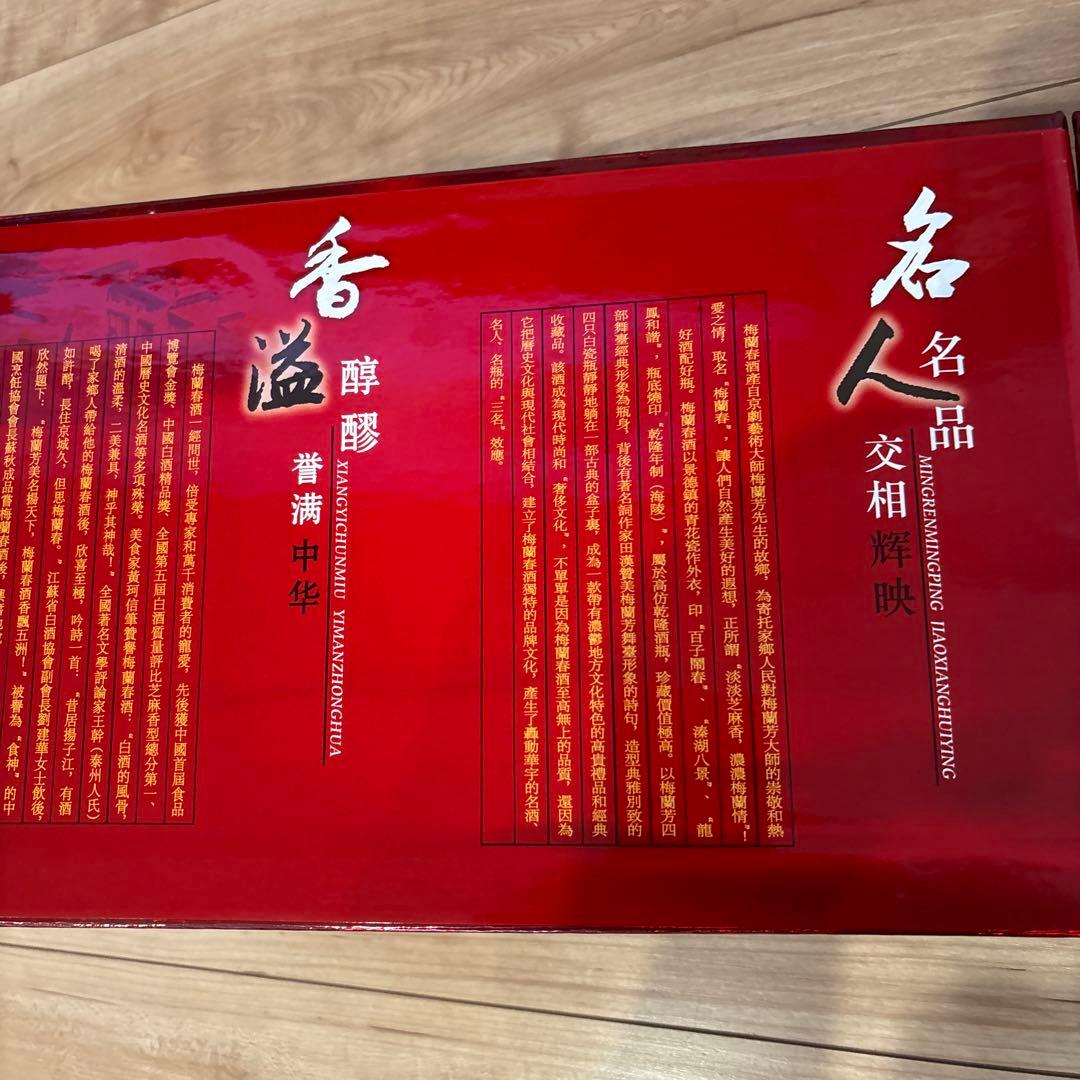 名人
名品
交相辉映
MINGRENMINGPING JIAOXIANGHUIYING
梅蘭春酒產自京劇藝術大師梅蘭芳先生的故鄉，為寄托家鄉人民對梅蘭芳大師的崇敬和熱
愛之情，取名“梅蘭春”，讓人們自然產生美好的遐想，正所謂“淡淡芝麻香，濃濃梅蘭情”！
好酒配好瓶。梅蘭春酒以景德鎮的青花瓷作外衣，印“百子鬧春”、“溱湖八景”、“龍
鳳和諧”，瓶底燒印“乾隆年制（海陵）”，屬於高仿乾隆酒瓶，珍藏價值極高。以梅蘭芳四
部舞臺經典形象為瓶身，背後有著名詞作家田漢贊美梅蘭芳舞臺形象的詩句，造型典雅別致的
四只白瓷瓶靜靜地躺在一部古典的盒子裏，成為一款帶有濃鬱地方文化特色的高貴禮品和經典
收藏品。該酒成為現代時尚和“奢侈文化”，不單單是因為梅蘭春酒至高無上的品質，還因為
它把曆史文化與現代社會相結合，建立了梅蘭春酒獨特的品牌文化，產生了轟動華宇的名酒、
名人、名瓶的“三名”效應。
香溢
醇醪
誉满中华
XIANGYICHUNMIU YIMANZHONGHUA
梅蘭春酒一經問世，倍受專家和萬千消費者的寵愛，先後獲中國首屆食品
博覽會金獎、中國白酒精品獎、全國第五屆白酒質量評比芝麻香型總分第一、
中國曆史文化名酒等多項殊榮。美食家黃珂信筆贊譽梅蘭春酒：“白酒的風骨，
清酒的溫柔，二美兼具，神乎其神哉！”全國著名文學評論家王幹（泰州人氏）
喝了家鄉人帶給他的梅蘭春酒後，欣喜至極，吟詩一首：“昔居揚子江，有酒
如許醇，長住京城久，但思梅蘭春。”江蘇省白酒協會副會長劉建華女士飲後，
欣然題下：“梅蘭芳美名揚天下，梅蘭春酒香飄五洲！”被譽為“食神”的中
國烹飪協會會長蘇秋成品嘗梅蘭春酒後，